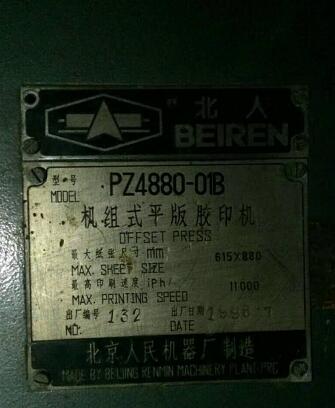 "北人
BEIREN
型号
MODEL PZ4880-01B
机组式平版胶印机
OFFSET PRESS
最大纸张尺寸 mm
MAX. SHEET SIZE 615X880
最高印刷速度 iph/
MAX. PRINTING SPEED 11000
出厂编号 132 出厂日期
NO. DATE
北京人民机器厂制造
MADE BY BEIJING RENMIN MACHINERY PLANT-PRC